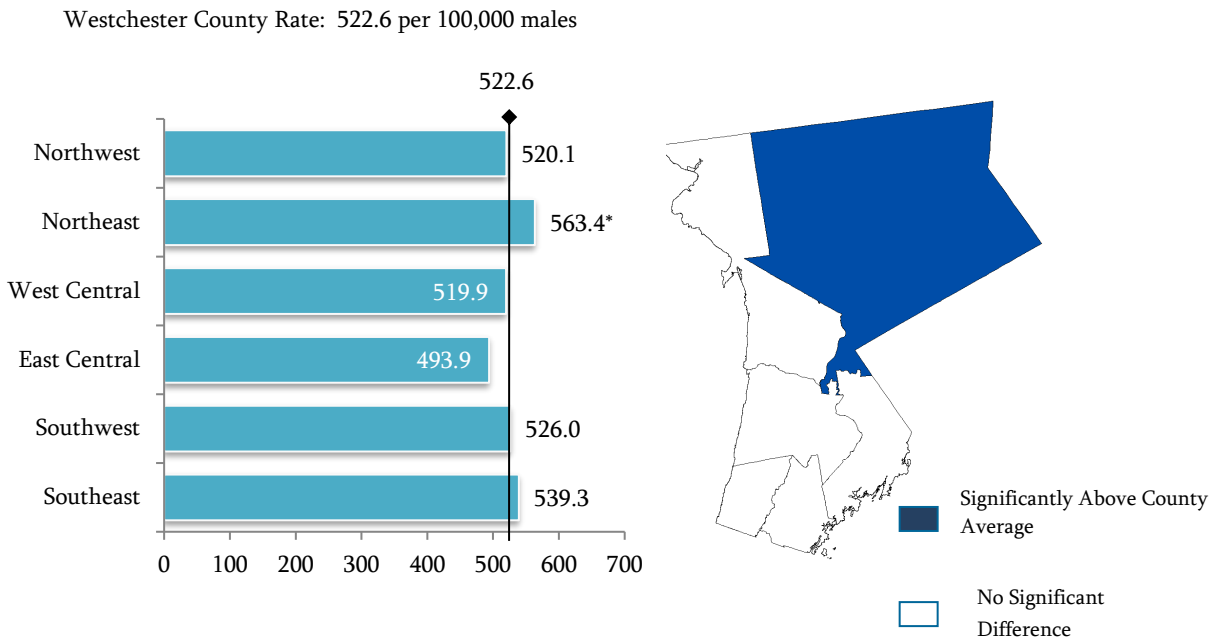 Westchester County Rate:  522.6 per 100,000 males
522.6
Northwest
520.1
Northeast
563.4*
West Central
519.9
East Central
493.9
Southwest
526.0
Southeast
539.3
0 100 200 300 400 500 600 700
Significantly Above County
Average
No Significant
Difference